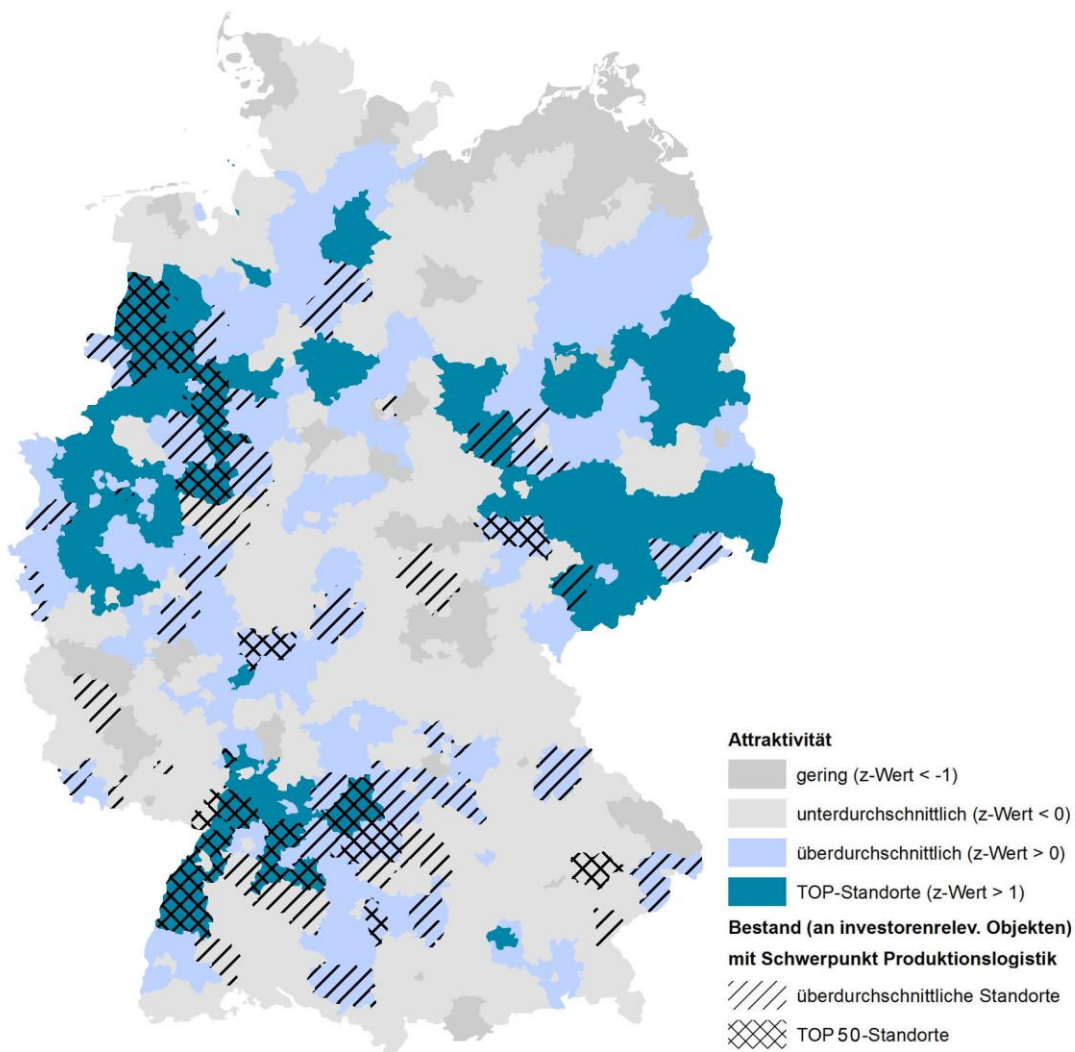 Attraktivität
gering (z-Wert < -1)
unterdurchschnittlich (z-Wert < 0)
überdurchschnittlich (z-Wert > 0)
TOP-Standorte (z-Wert > 1)
Bestand (an investorenrelev. Objekten)
mit Schwerpunkt Produktionslogistik
überdurchschnittliche Standorte
TOP 50-Standorte